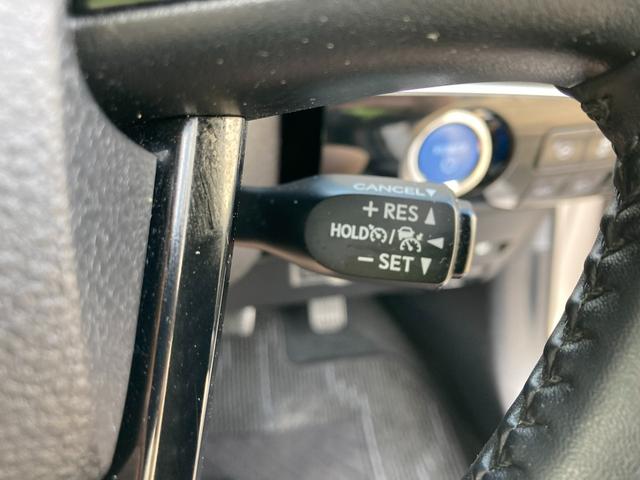 CANCEL▼
+ RES ▲
HOLD / ◄
− SET ▼